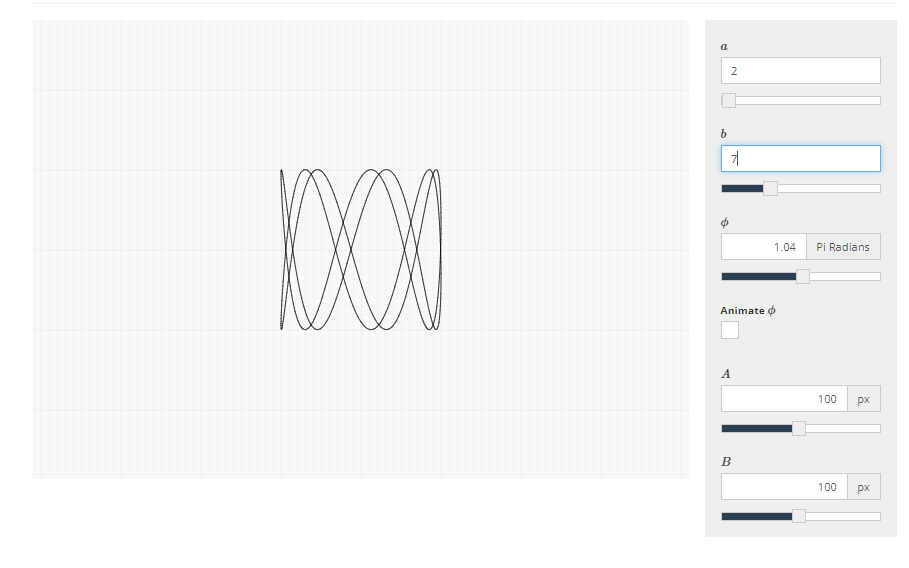 a
2
b
7
ϕ
1.04 Pi Radians
Animate ϕ
A
100 px
B
100 px